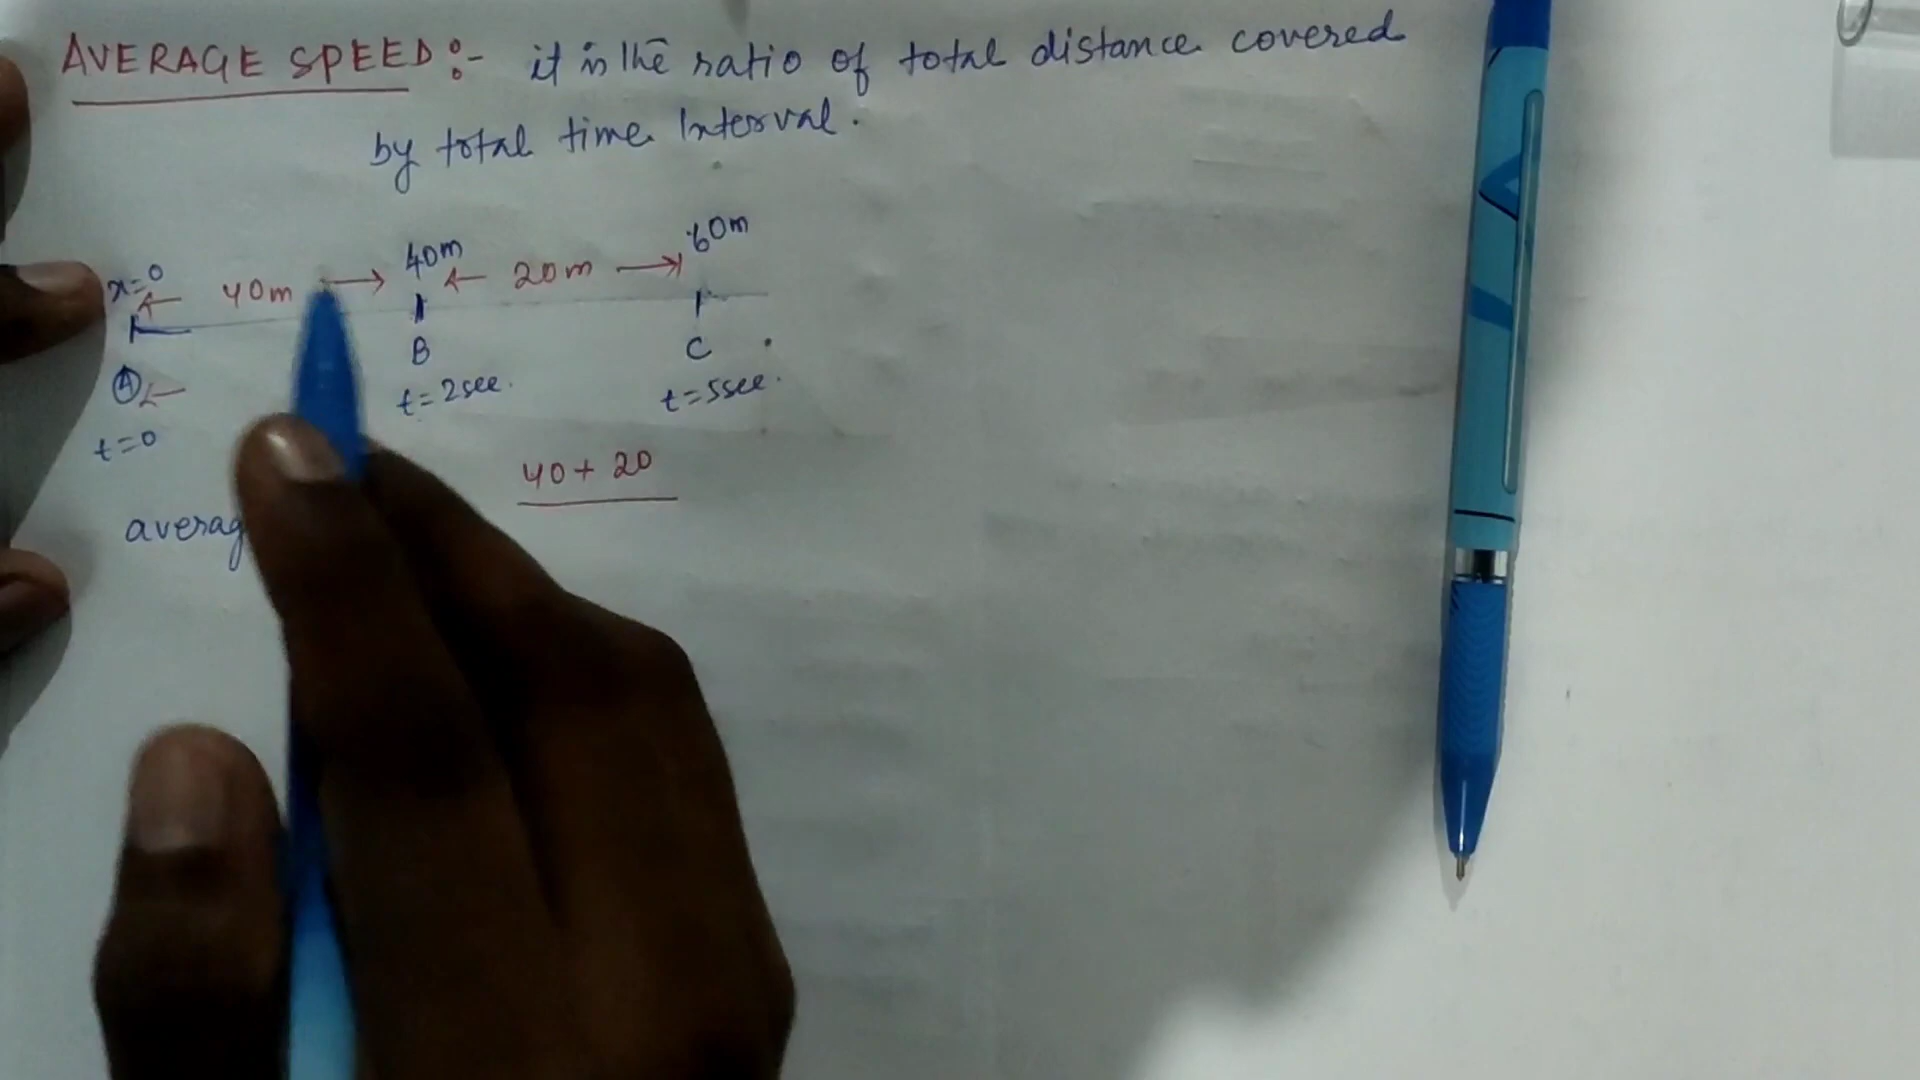 AVERAGE SPEED :- it is the ratio of total distance covered
by total time Interval.
x=0 40m 40m 20m 60m
A B C
t=0 t=2sec. t=5sec.
40+20
averag